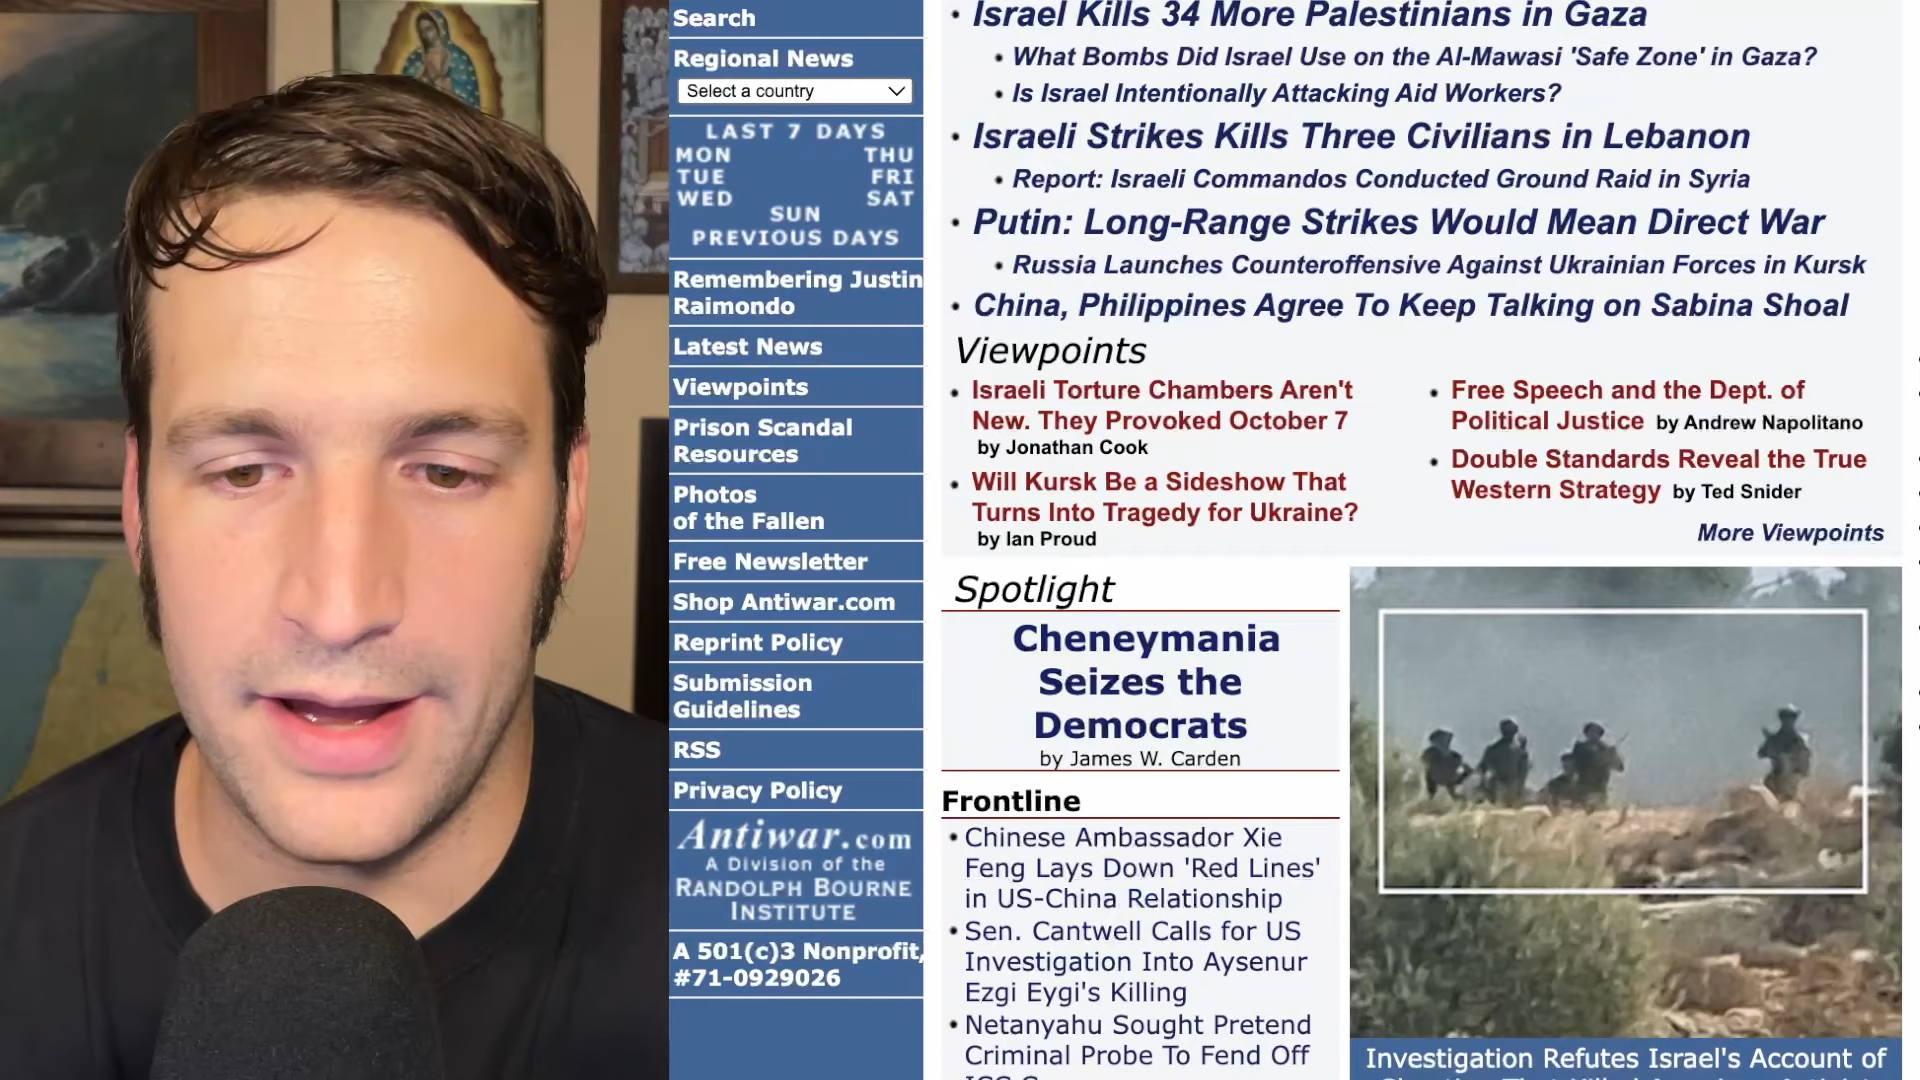 Search
Regional News
Select a country
LAST 7 DAYS
MON THU
TUE FRI
WED SAT
SUN
PREVIOUS DAYS
Remembering Justin
Raimondo
Latest News
Viewpoints
Prison Scandal
Resources
Photos
of the Fallen
Free Newsletter
Shop Antiwar.com
Reprint Policy
Submission
Guidelines
RSS
Privacy Policy
Antiwar.com
A Division of the
RANDOLPH BOURNE
INSTITUTE
A 501(c)3 Nonprofit,
#71-0929026
Israel Kills 34 More Palestinians in Gaza
What Bombs Did Israel Use on the Al-Mawasi 'Safe Zone' in Gaza?
Is Israel Intentionally Attacking Aid Workers?
Israeli Strikes Kills Three Civilians in Lebanon
Report: Israeli Commandos Conducted Ground Raid in Syria
Putin: Long-Range Strikes Would Mean Direct War
Russia Launches Counteroffensive Against Ukrainian Forces in Kursk
China, Philippines Agree To Keep Talking on Sabina Shoal
Viewpoints
Israeli Torture Chambers Aren't
New. They Provoked October 7
by Jonathan Cook
Will Kursk Be a Sideshow That
Turns Into Tragedy for Ukraine?
by Ian Proud
Free Speech and the Dept. of
Political Justice by Andrew Napolitano
Double Standards Reveal the True
Western Strategy by Ted Snider
More Viewpoints
Spotlight
Cheneymania
Seizes the
Democrats
by James W. Carden
Frontline
Chinese Ambassador Xie
Feng Lays Down 'Red Lines'
in US-China Relationship
Sen. Cantwell Calls for US
Investigation Into Aysenur
Ezgi Eygi's Killing
Netanyahu Sought Pretend
Criminal Probe To Fend Off
Investigation Refutes Israel's Account of